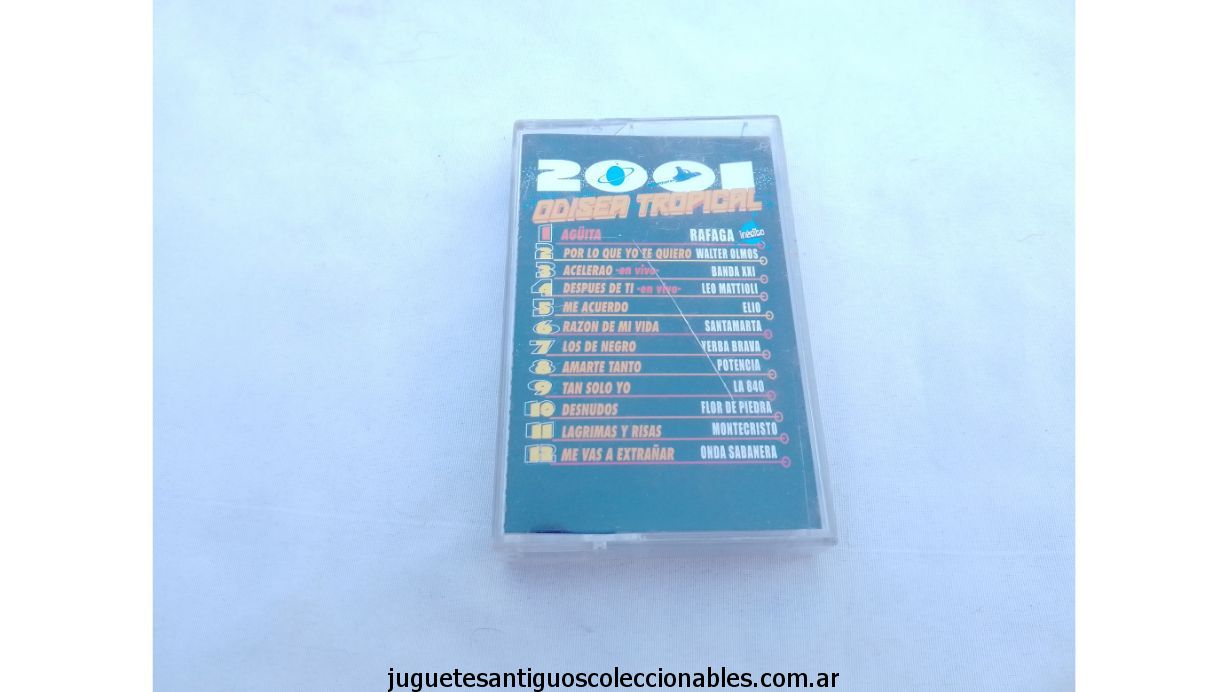 2001
ODISEA TROPICAL
1 AGÜITA RAFAGA inédito
2 POR LO QUE YO TE QUIERO WALTER OLMOS
3 ACELERAO -en vivo- BANDA XXI
4 DESPUES DE TI -en vivo- LEO MATTIOLI
5 ME ACUERDO ELIO
6 RAZON DE MI VIDA SANTAMARTA
7 LOS DE NEGRO YERBA BRAVA
8 AMARTE TANTO POTENCIA
9 TAN SOLO YO LA 840
10 DESNUDOS FLOR DE PIEDRA
11 LAGRIMAS Y RISAS MONTECRISTO
12 ME VAS A EXTRAÑAR ONDA SABANERA
juguetesantiguoscoleccionables.com.ar